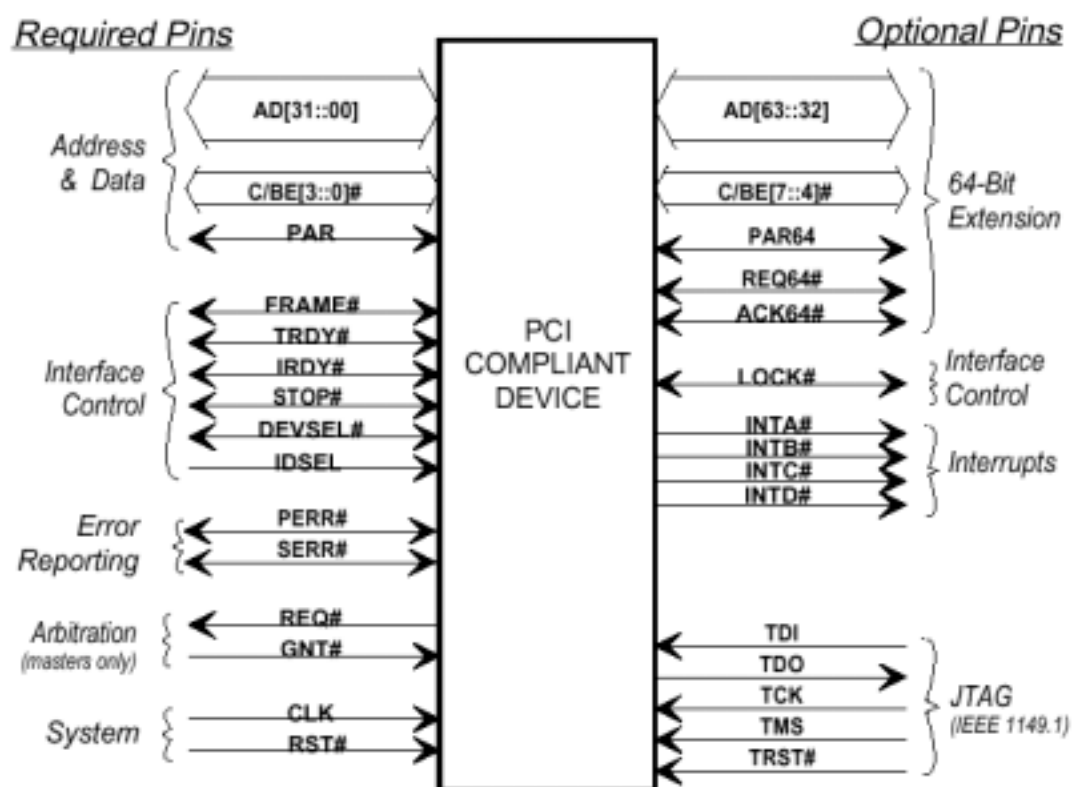 Required Pins
Optional Pins
Address
& Data
AD[31::00]
C/BE[3::0]#
PAR
Interface
Control
FRAME#
TRDY#
IRDY#
STOP#
DEVSEL#
IDSEL
Error
Reporting
PERR#
SERR#
Arbitration
(masters only)
REQ#
GNT#
System
CLK
RST#
PCI
COMPLIANT
DEVICE
AD[63::32]
C/BE[7::4]#
PAR64
REQ64#
ACK64#
64-Bit
Extension
LOCK#
Interface
Control
INTA#
INTB#
INTC#
INTD#
Interrupts
TDI
TDO
TCK
TMS
TRST#
JTAG
(IEEE 1149.1)